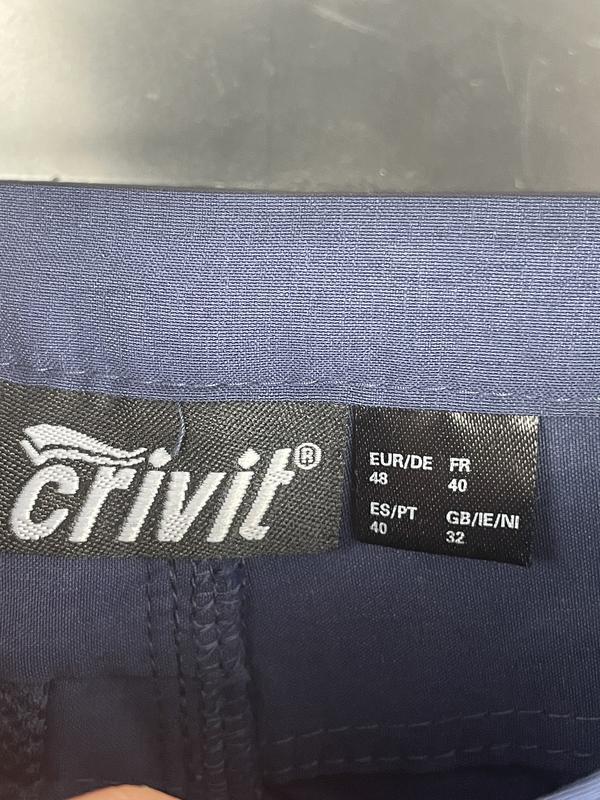 crivit®
EUR/DE FR
48 40
ES/PT GB/IE/NI
40 32